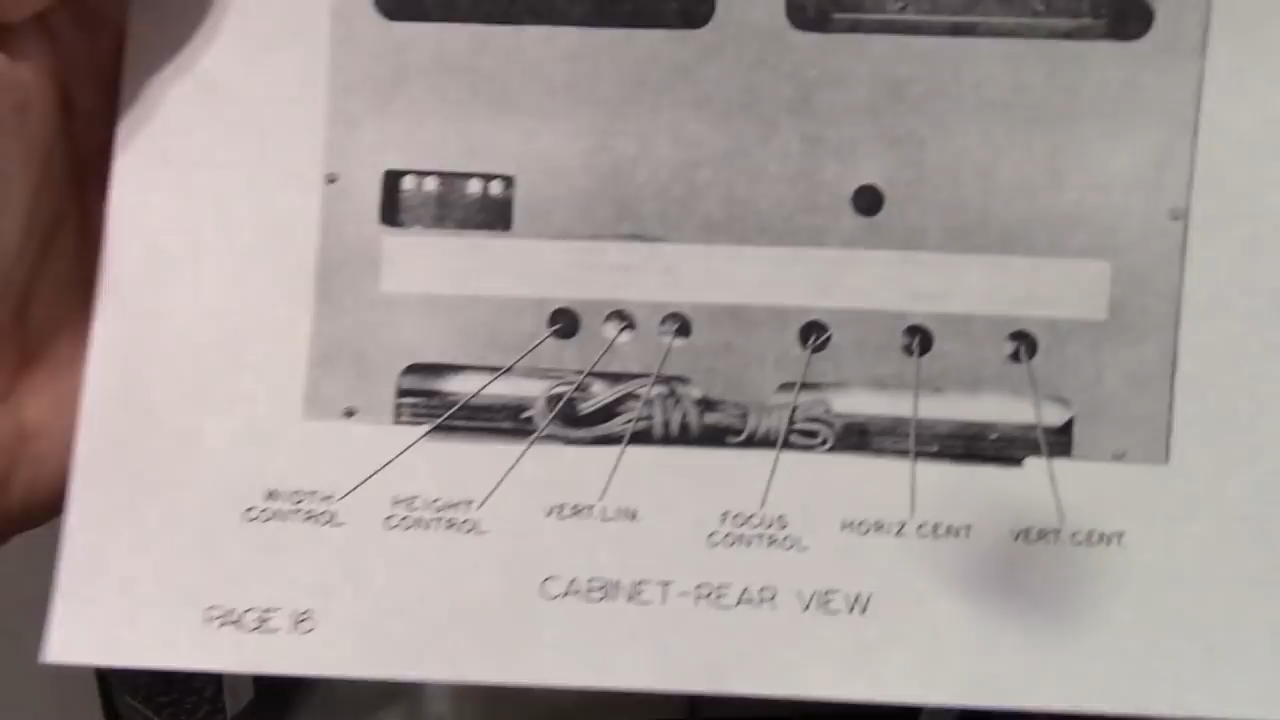 WIDTH
CONTROL
HEIGHT
CONTROL
VERT. LIN.
FOCUS
CONTROL
HORIZ CENT
VERT. CENT.
CABINET-REAR VIEW
PAGE 16